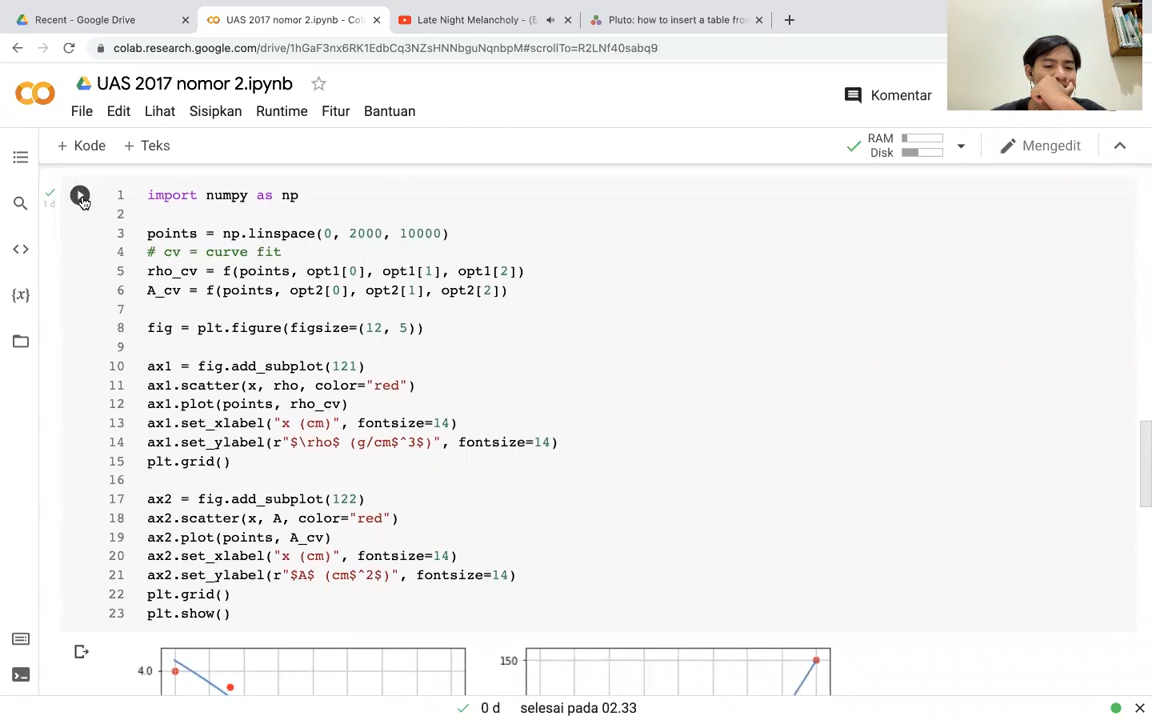 Recent - Google Drive
UAS 2017 nomor 2.ipynb - Co
Late Night Melancholy - (E
Pluto: how to insert a table from
colab.research.google.com/drive/1hGaF3nx6RK1EdbCq3NZsHNNbguNqnbpM#scrollTo=R2LNf40sabq9
UAS 2017 nomor 2.ipynb
File Edit Lihat Sisipkan Runtime Fitur Bantuan
Komentar
+ Kode + Teks
RAM
Disk
Mengedit
1 d
1 import numpy as np
2
3 points = np.linspace(0, 2000, 10000)
4 # cv = curve fit
5 rho_cv = f(points, opt1[0], opt1[1], opt1[2])
6 A_cv = f(points, opt2[0], opt2[1], opt2[2])
7
8 fig = plt.figure(figsize=(12, 5))
9
10 ax1 = fig.add_subplot(121)
11 ax1.scatter(x, rho, color="red")
12 ax1.plot(points, rho_cv)
13 ax1.set_xlabel("x (cm)", fontsize=14)
14 ax1.set_ylabel(r"$\rho$ (g/cm$^3$)", fontsize=14)
15 plt.grid()
16
17 ax2 = fig.add_subplot(122)
18 ax2.scatter(x, A, color="red")
19 ax2.plot(points, A_cv)
20 ax2.set_xlabel("x (cm)", fontsize=14)
21 ax2.set_ylabel(r"$A$ (cm$^2$)", fontsize=14)
22 plt.grid()
23 plt.show()
{x}
4.0
150
0 d selesai pada 02.33